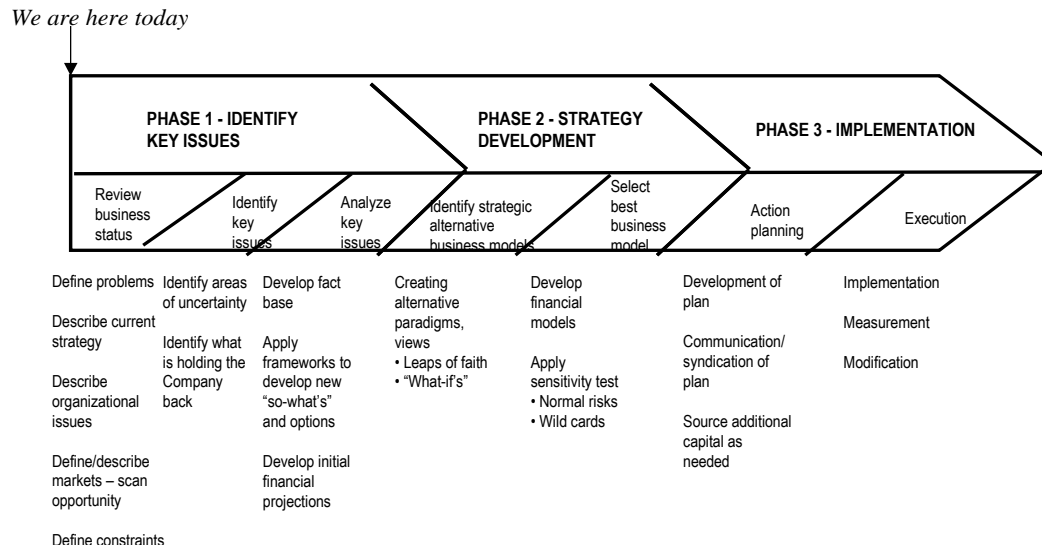 We are here today
PHASE 1 - IDENTIFY
KEY ISSUES
PHASE 2 - STRATEGY
DEVELOPMENT
PHASE 3 - IMPLEMENTATION
Review
business
status
Identify
key
issues
Analyze
key
issues
Identify strategic
alternative
business models
Select
best
business
model
Action
planning
Execution
Define problems
Describe current
strategy
Describe
organizational
issues
Define/describe
markets – scan
opportunity
Define constraints
Identify areas
of uncertainty
Identify what
is holding the
Company
back
Develop fact
base
Apply
frameworks to
develop new
“so-what’s”
and options
Develop initial
financial
projections
Creating
alternative
paradigms,
views
• Leaps of faith
• “What-if’s”
Develop
financial
models
Apply
sensitivity test
• Normal risks
• Wild cards
Development of
plan
Communication/
syndication of
plan
Source additional
capital as
needed
Implementation
Measurement
Modification